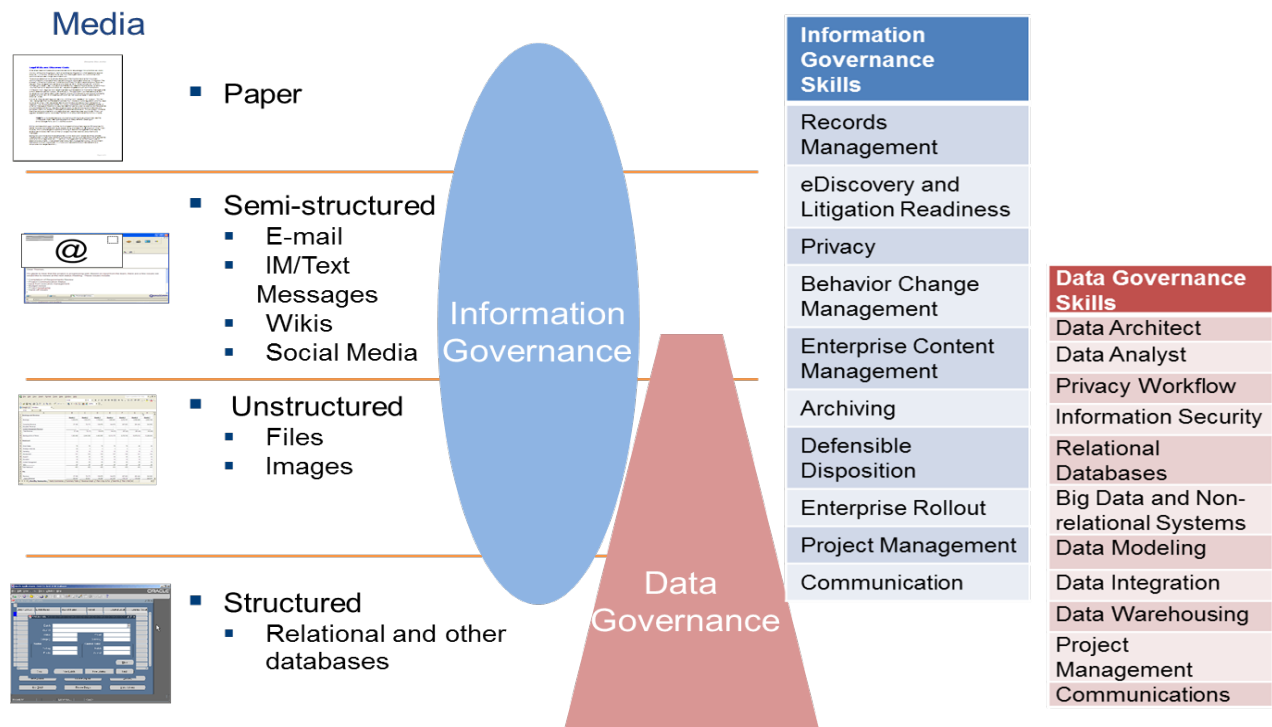 Media
Paper
Semi-structured
E-mail
IM/Text
Messages
Wikis
Social Media
Unstructured
Files
Images
Structured
Relational and other
databases
@
ORACLE
Information
Governance
Data
Governance
Information
Governance
Skills
Records
Management
eDiscovery and
Litigation Readiness
Privacy
Behavior Change
Management
Enterprise Content
Management
Archiving
Defensible
Disposition
Enterprise Rollout
Project Management
Communication
Data Governance
Skills
Data Architect
Data Analyst
Privacy Workflow
Information Security
Relational
Databases
Big Data and Non-
relational Systems
Data Modeling
Data Integration
Data Warehousing
Project
Management
Communications